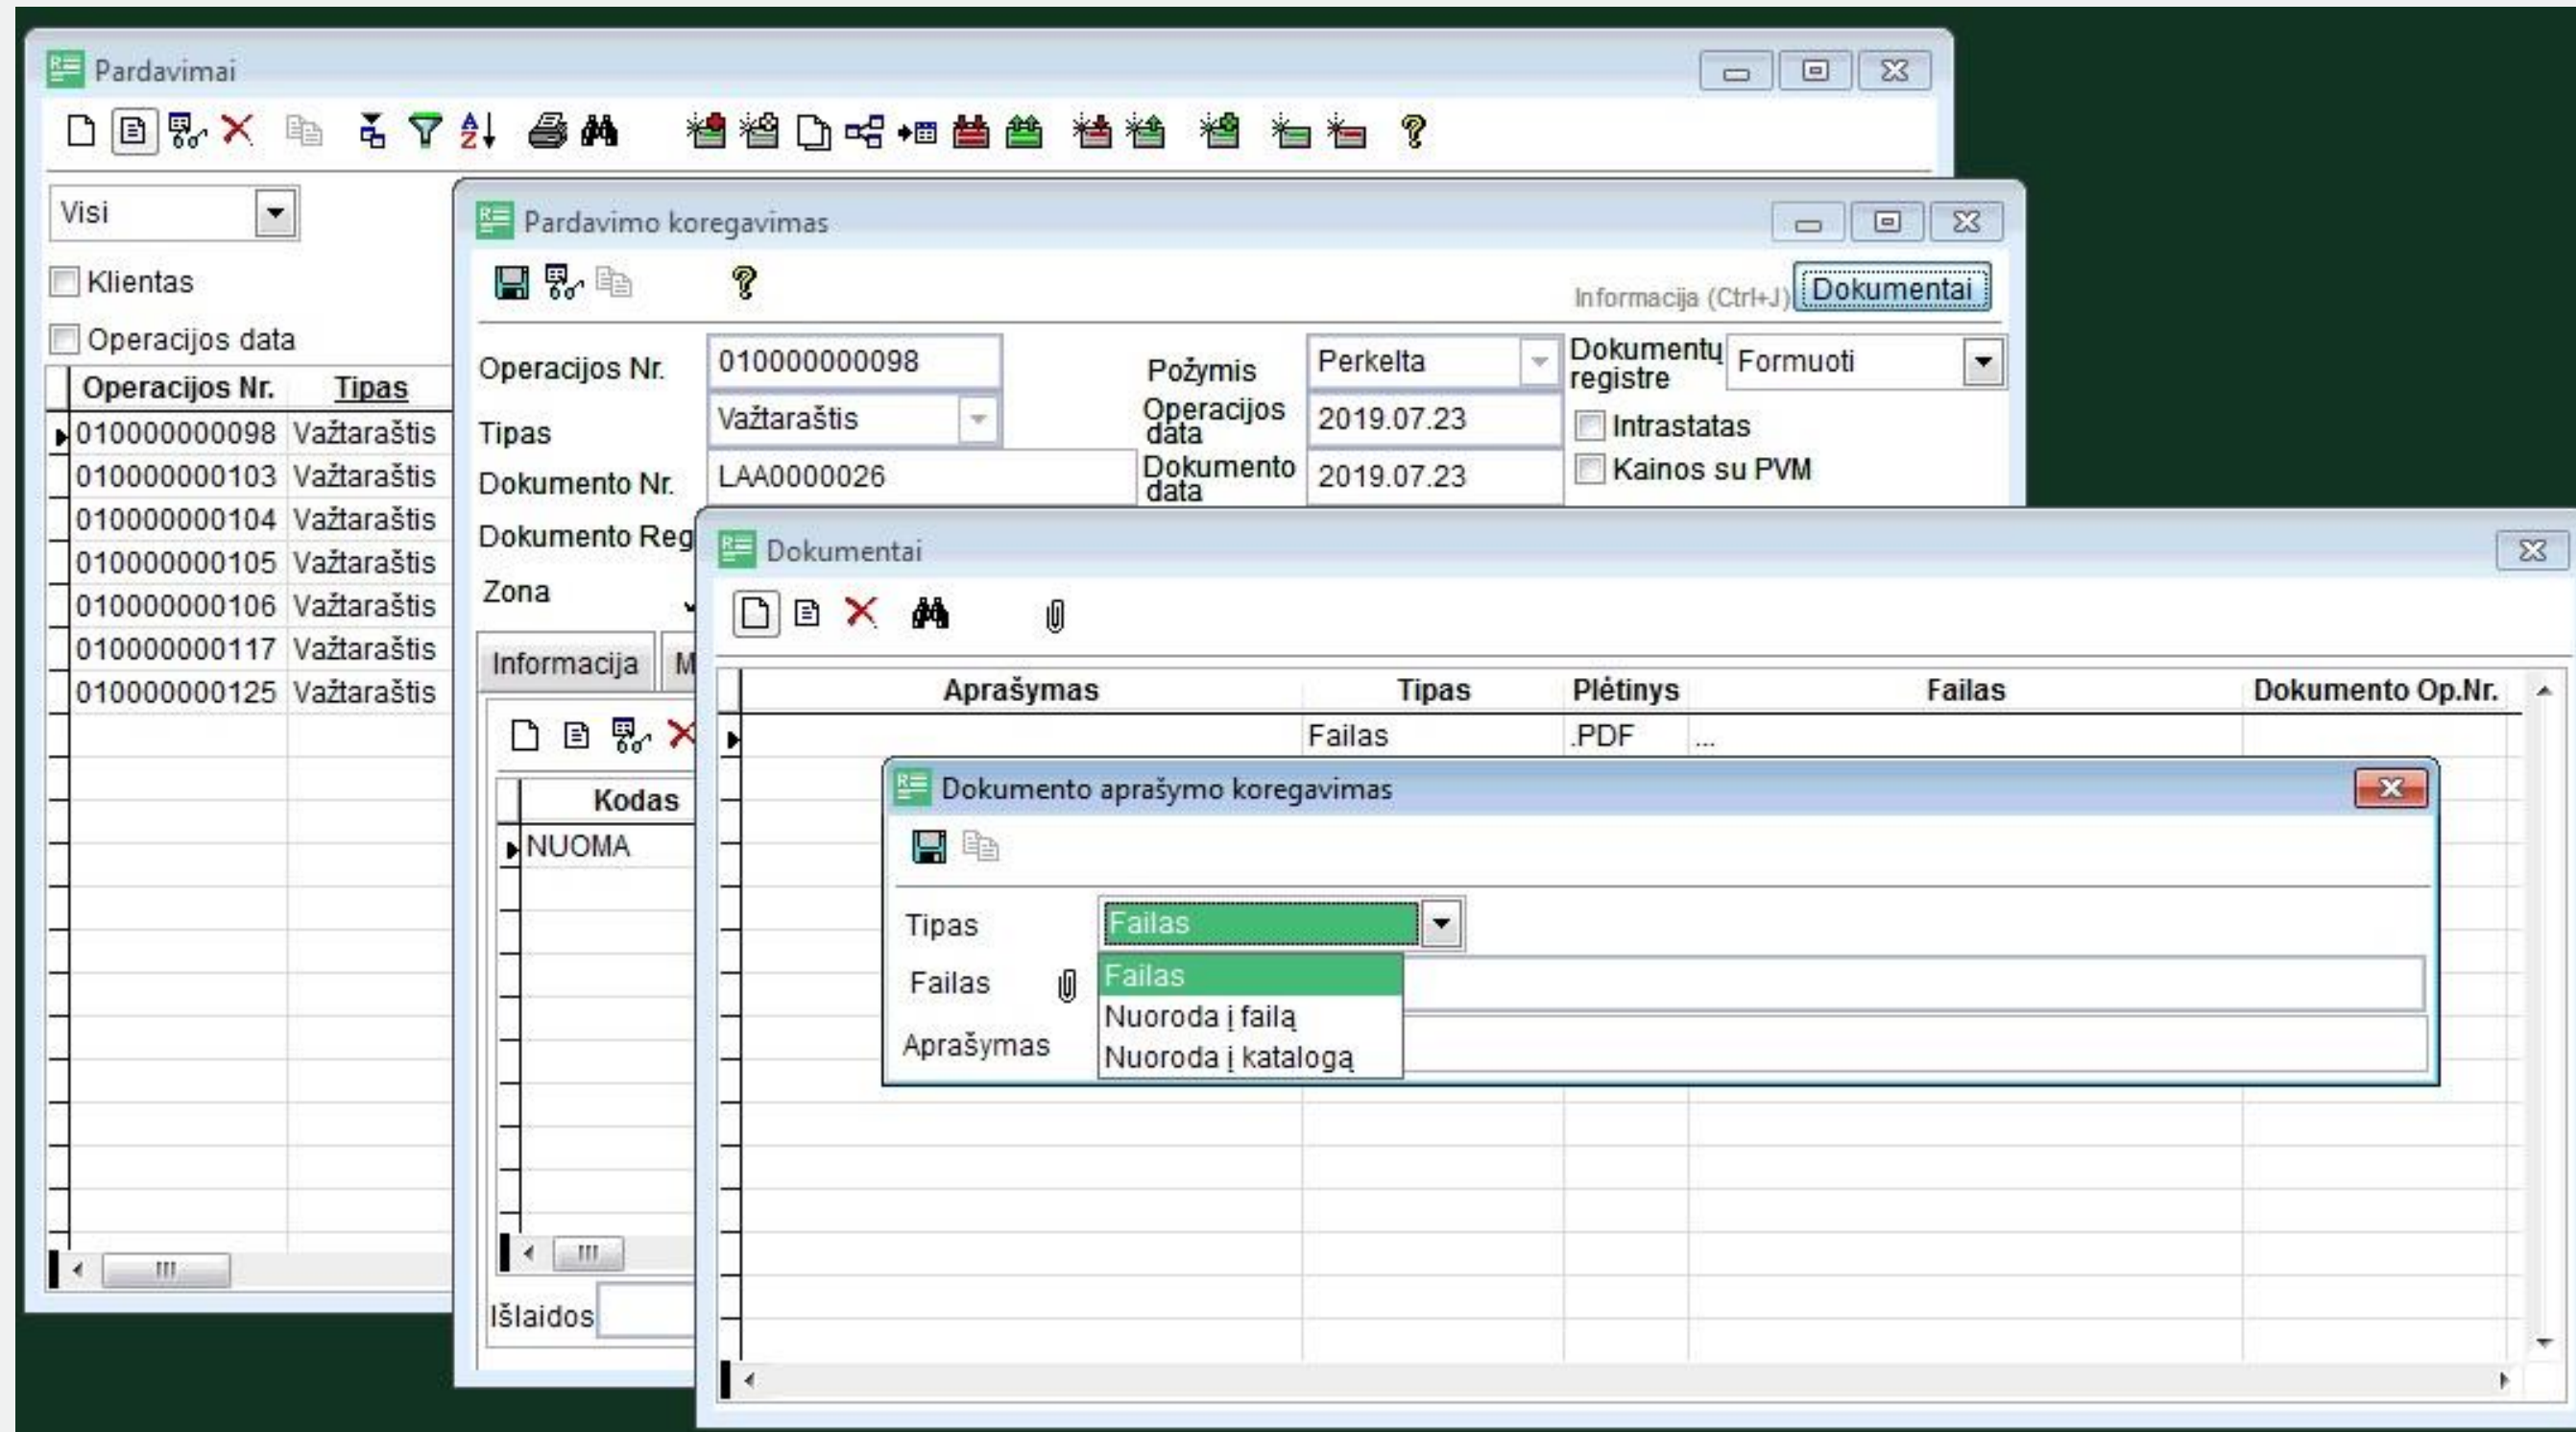 Pardavimai
Visi
Klientas
Operacijos data
Operacijos Nr. Tipas
010000000098 Važtaraštis
010000000103 Važtaraštis
010000000104 Važtaraštis
010000000105 Važtaraštis
010000000106 Važtaraštis
010000000117 Važtaraštis
010000000125 Važtaraštis
Pardavimo koregavimas
Informacija (Ctrl+J) Dokumentai
Operacijos Nr. 010000000098 Požymis Perkelta Dokumentų registre Formuoti
Tipas Važtaraštis Operacijos data 2019.07.23 Intrastatas
Dokumento Nr. LAA0000026 Dokumento data 2019.07.23 Kainos su PVM
Dokumento Reg
Zona
Informacija M
Kodas
NUOMA
Išlaidos
Dokumentai
Aprašymas Tipas Plėtinys Failas Dokumento Op.Nr.
Failas .PDF ...
Dokumento aprašymo koregavimas
Tipas Failas
Failas Failas
Nuoroda į failą
Aprašymas Nuoroda į katalogą